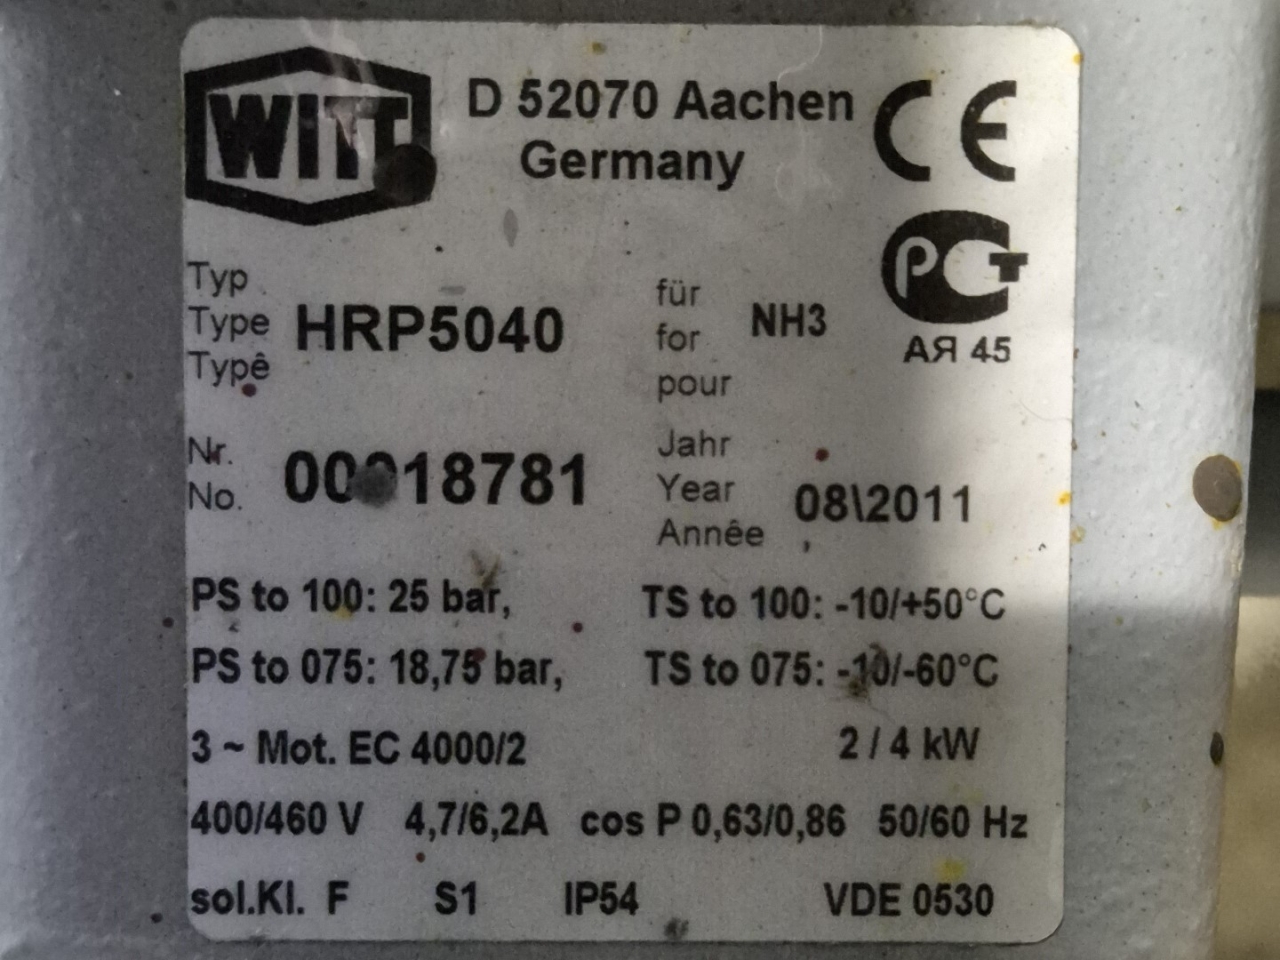 WITT
D 52070 Aachen
Germany
CE
PCT
АЯ 45
Typ
Type
Typê
HRP5040
für
for
pour
NH3
Nr.
No.
Jahr
Year
Année
08\2011
PS to 100: 25 bar,
TS to 100: -10/+50°C
PS to 075: 18,75 bar,
TS to 075: -10/-60°C
3 ~ Mot. EC 4000/2
2 / 4 kW
400/460 V 4,7/6,2A cos P 0,63/0,86 50/60 Hz
sol.Kl. F S1 IP54 VDE 0530